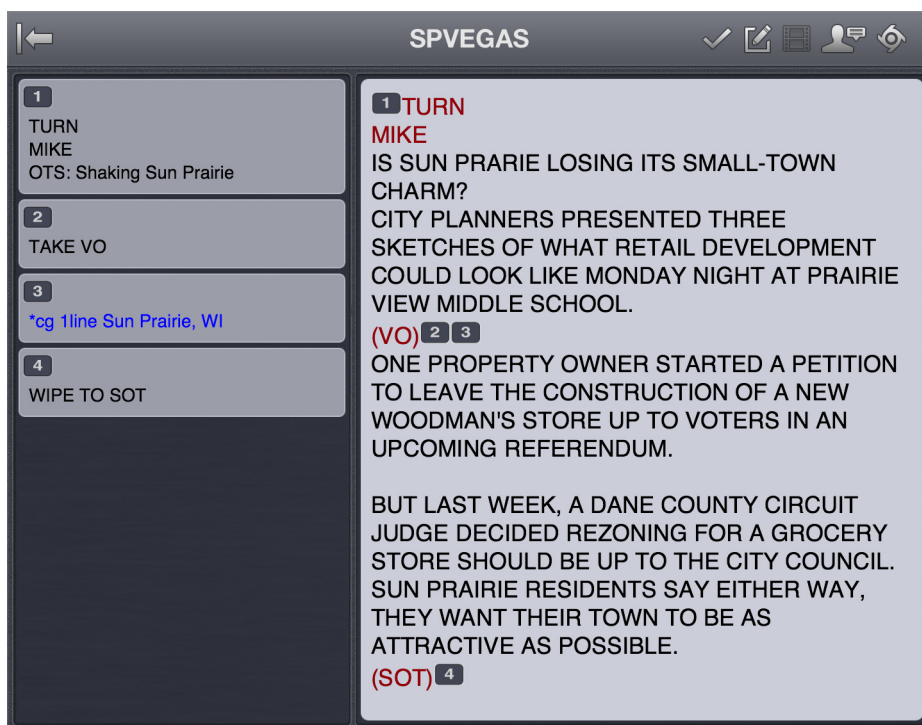 SPVEGAS
1
TURN
MIKE
OTS: Shaking Sun Prairie
2
TAKE VO
3
*cg 1line Sun Prairie, WI
4
WIPE TO SOT
1 TURN
MIKE
IS SUN PRARIE LOSING ITS SMALL-TOWN
CHARM?
CITY PLANNERS PRESENTED THREE
SKETCHES OF WHAT RETAIL DEVELOPMENT
COULD LOOK LIKE MONDAY NIGHT AT PRAIRIE
VIEW MIDDLE SCHOOL.
(VO) 2 3
ONE PROPERTY OWNER STARTED A PETITION
TO LEAVE THE CONSTRUCTION OF A NEW
WOODMAN'S STORE UP TO VOTERS IN AN
UPCOMING REFERENDUM.
BUT LAST WEEK, A DANE COUNTY CIRCUIT
JUDGE DECIDED REZONING FOR A GROCERY
STORE SHOULD BE UP TO THE CITY COUNCIL.
SUN PRAIRIE RESIDENTS SAY EITHER WAY,
THEY WANT THEIR TOWN TO BE AS
ATTRACTIVE AS POSSIBLE.
(SOT) 4